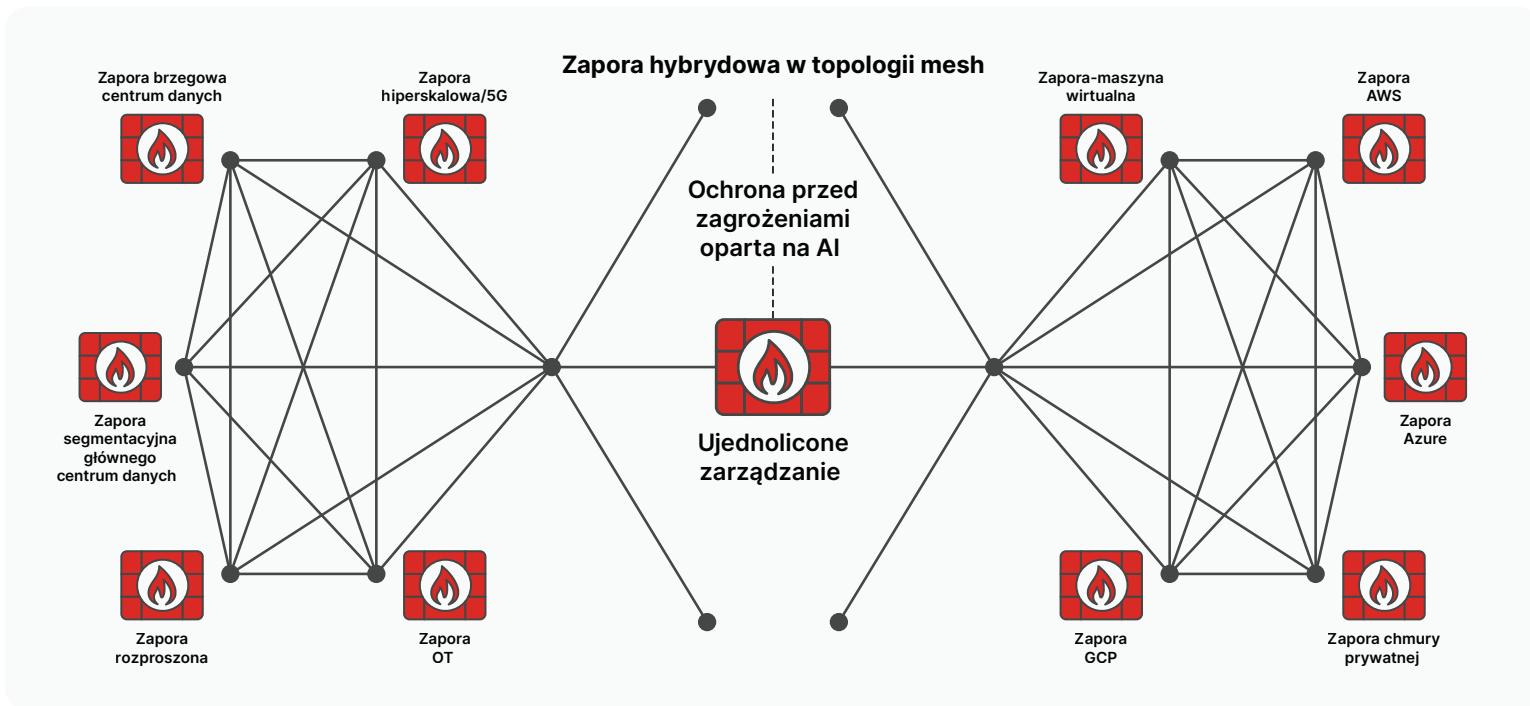 Zapora hybrydowa w topologii mesh
Zapora brzegowa
centrum danych
Zapora
hiperskalowa/5G
Zapora-maszyna
wirtualna
Zapora
AWS
Ochrona przed
zagrożeniami
oparta na AI
Zapora
segmentacyjna
głównego
centrum danych
Ujednolicone
zarządzanie
Zapora
Azure
Zapora
rozproszona
Zapora
OT
Zapora
GCP
Zapora chmury
prywatnej